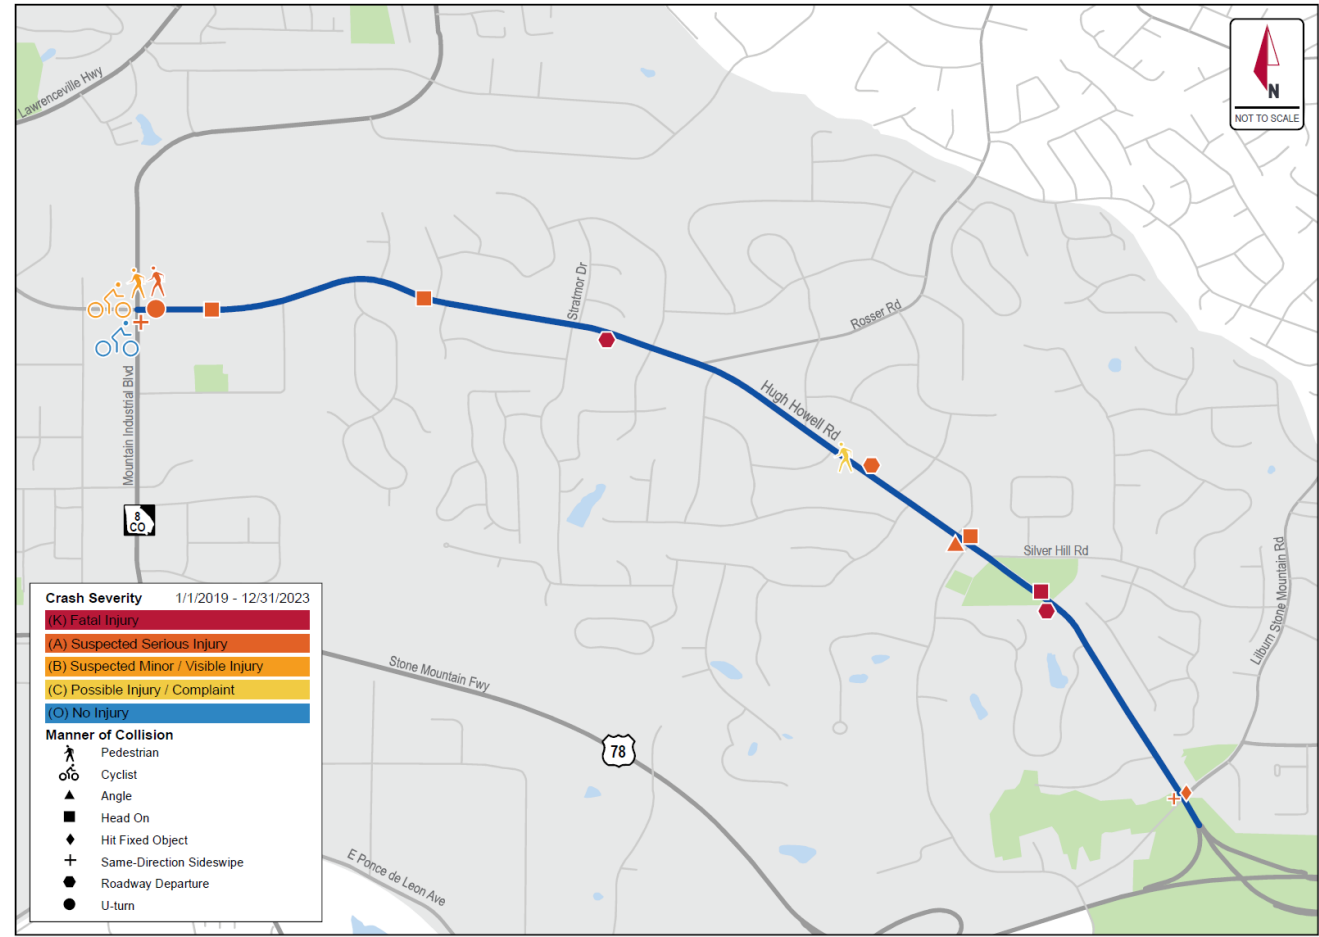 Lawrenceville Hwy
N
NOT TO SCALE
Stratmor Dr
Rosser Rd
Mountain Industrial Blvd
Hugh Howell Rd
8
CO
Silver Hill Rd
Lilburn Stone Mountain Rd
Stone Mountain Fwy
78
E Ponce de Leon Ave
Crash Severity 1/1/2019 - 12/31/2023
(K) Fatal Injury
(A) Suspected Serious Injury
(B) Suspected Minor / Visible Injury
(C) Possible Injury / Complaint
(O) No Injury
Manner of Collision
Pedestrian
Cyclist
Angle
Head On
Hit Fixed Object
Same-Direction Sideswipe
Roadway Departure
U-turn